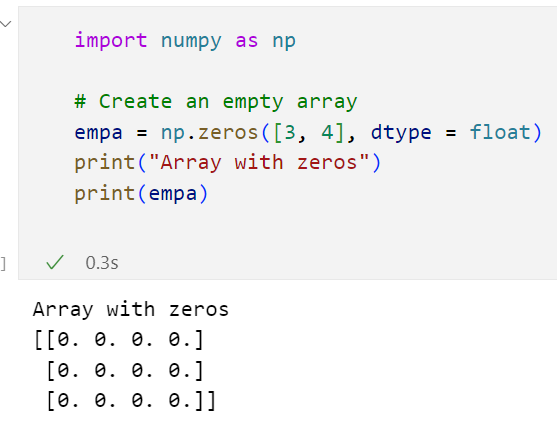 import numpy as np
# Create an empty array
empa = np.zeros([3, 4], dtype = float)
print("Array with zeros")
print(empa)
] 0.3s
Array with zeros
[[0. 0. 0. 0.]
 [0. 0. 0. 0.]
 [0. 0. 0. 0.]]